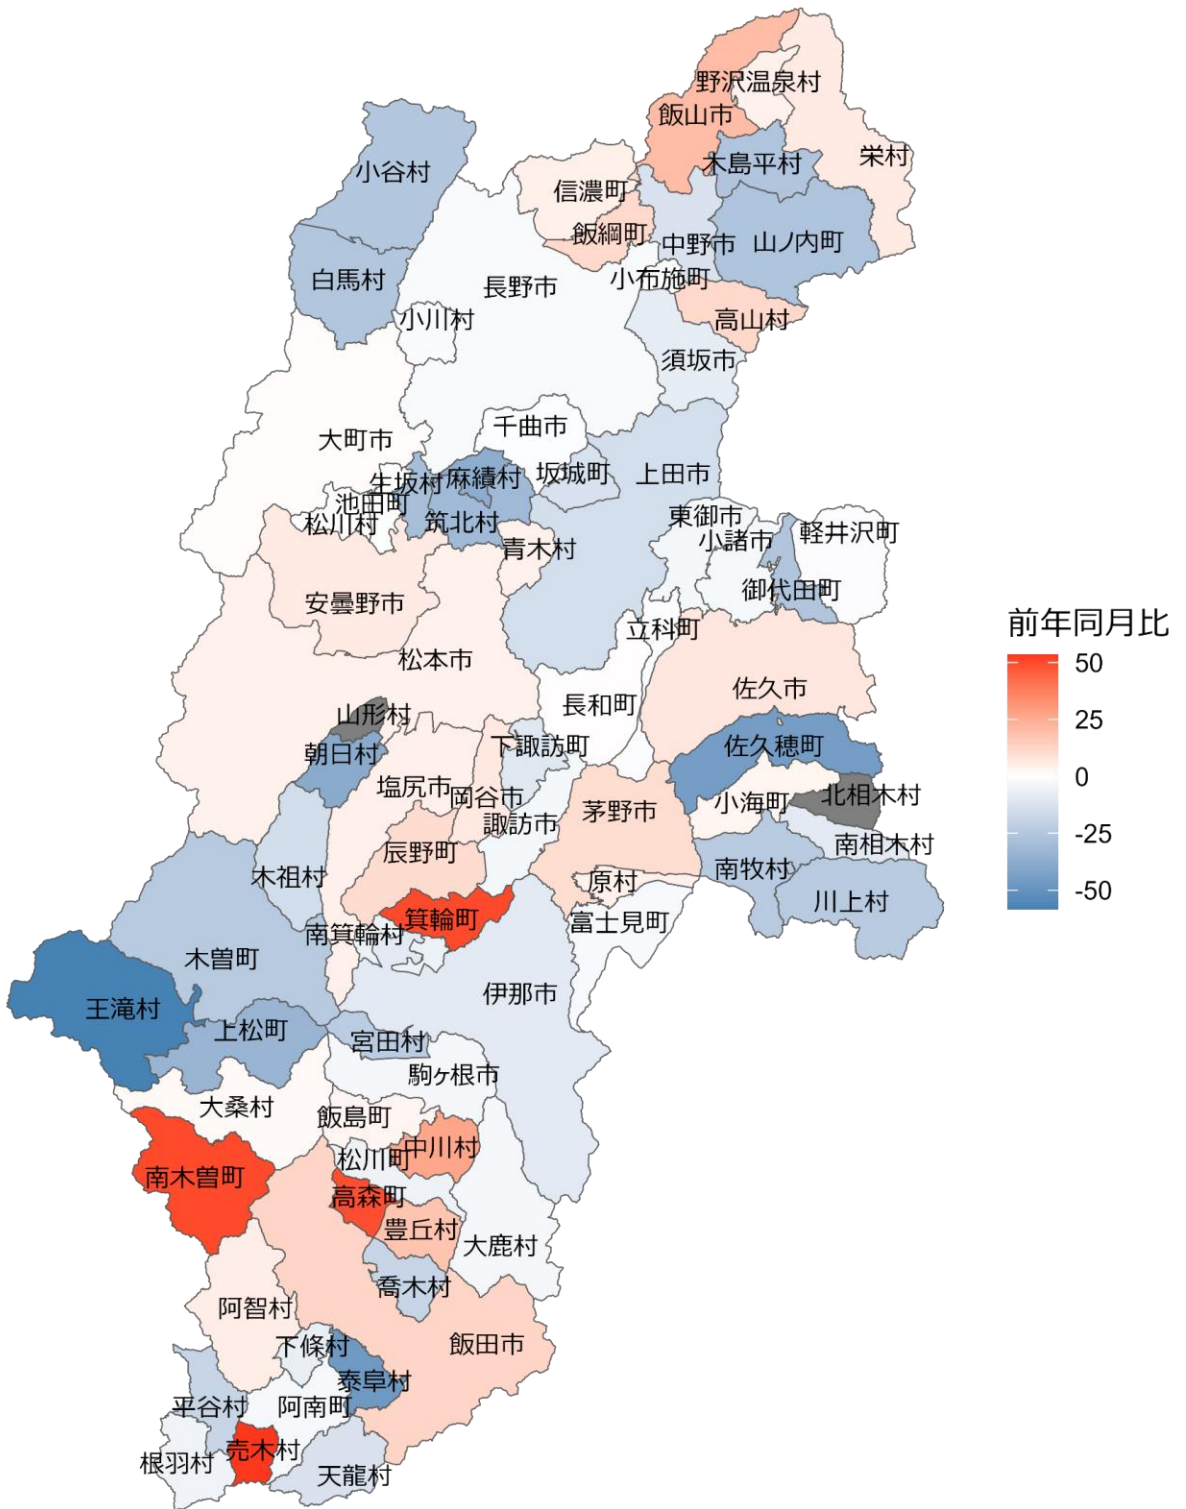 野沢温泉村
飯山市
栄村
木島平村
小谷村
信濃町
飯綱町
中野市
山ノ内町
白馬村
長野市
小布施町
小川村
高山村
須坂市
千曲市
大町市
生坂村
麻績村
坂城町
上田市
池田町
松川村
筑北村
東御市
小諸市
軽井沢町
青木村
御代田町
安曇野市
立科町
松本市
佐久市
長和町
山形村
下諏訪町
佐久穂町
朝日村
塩尻市
岡谷市
小海町
北相木村
諏訪市
茅野市
南相木村
辰野町
木祖村
原村
南牧村
川上村
箕輪町
富士見町
南箕輪村
木曽町
伊那市
王滝村
上松町
宮田村
駒ヶ根市
大桑村
飯島町
中川村
松川町
南木曽町
高森町
豊丘村
大鹿村
喬木村
阿智村
下條村
飯田市
泰阜村
平谷村
阿南町
売木村
根羽村
天龍村
前年同月比
50
25
0
-25
-50